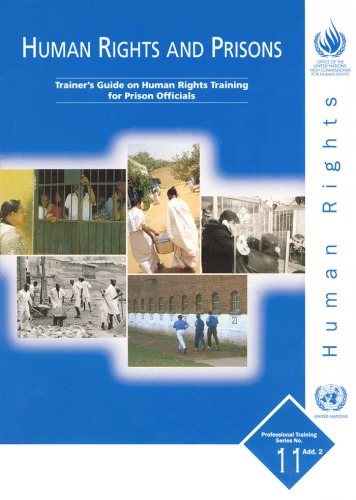 HUMAN RIGHTS AND PRISONS
Trainer's Guide on Human Rights Training
for Prison Officials
OFFICE OF THE
UNITED NATIONS
HIGH COMMISSIONER
FOR HUMAN RIGHTS
Human Rights
UNITED NATIONS
Professional Training
Series No.
11 Add. 2